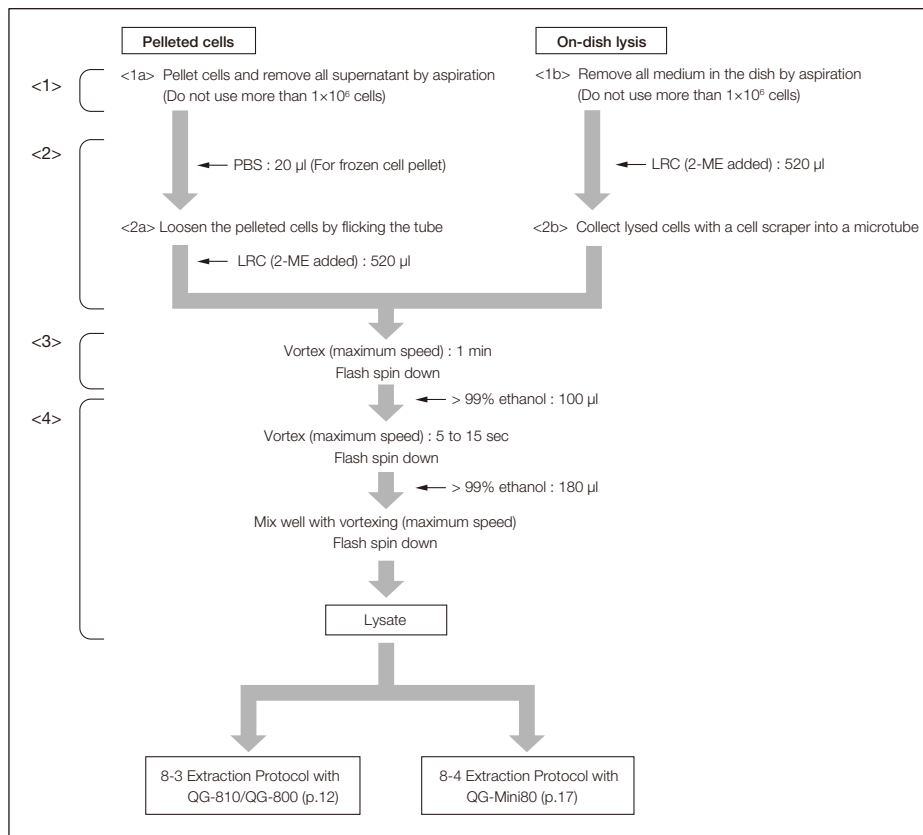 Pelleted cells
On-dish lysis
<1>
<1a> Pellet cells and remove all supernatant by aspiration
(Do not use more than 1×10⁶ cells)
<1b> Remove all medium in the dish by aspiration
(Do not use more than 1×10⁶ cells)
<2>
PBS : 20 µl (For frozen cell pellet)
LRC (2-ME added) : 520 µl
<2a> Loosen the pelleted cells by flicking the tube
<2b> Collect lysed cells with a cell scraper into a microtube
LRC (2-ME added) : 520 µl
<3>
Vortex (maximum speed) : 1 min
Flash spin down
<4>
> 99% ethanol : 100 µl
Vortex (maximum speed) : 5 to 15 sec
Flash spin down
> 99% ethanol : 180 µl
Mix well with vortexing (maximum speed)
Flash spin down
Lysate
8-3 Extraction Protocol with
QG-810/QG-800 (p.12)
8-4 Extraction Protocol with
QG-Mini80 (p.17)